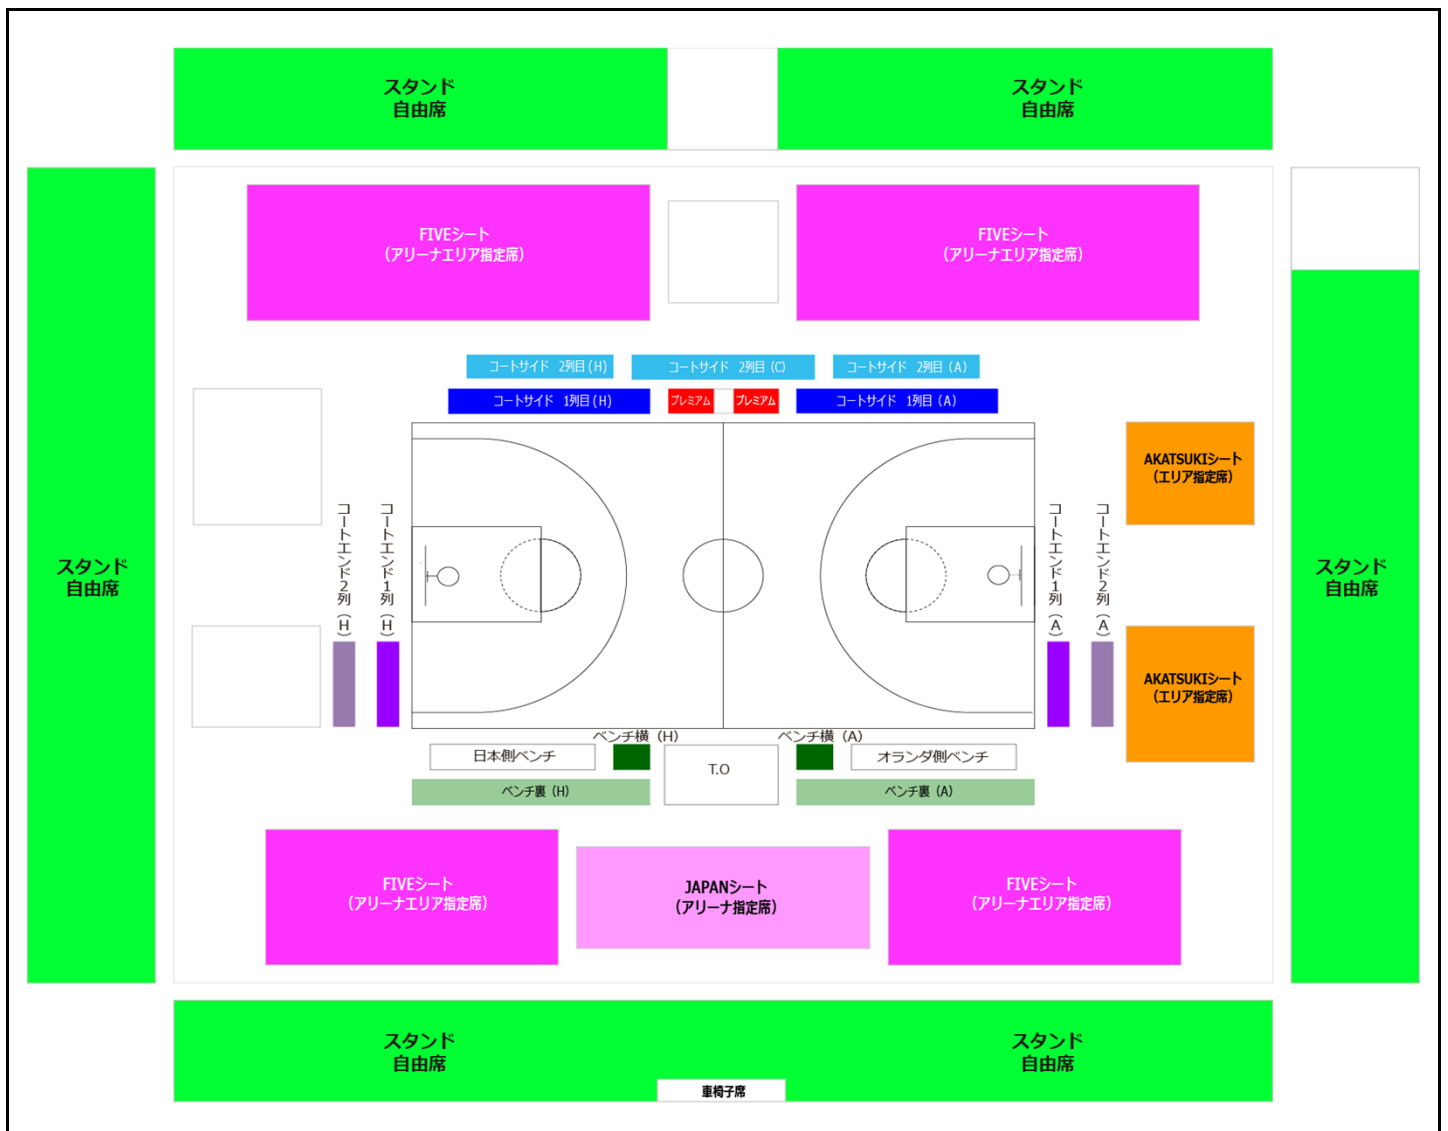 スタンド
自由席
スタンド
自由席
FIVEシート
（アリーナエリア指定席）
FIVEシート
（アリーナエリア指定席）
コートサイド　2列目（H）
コートサイド　2列目（C）
コートサイド　2列目（A）
コートサイド　1列目（H）
プレミアム
プレミアム
コートサイド　1列目（A）
AKATSUKIシート
（エリア指定席）
コートエンド2列（H）
コートエンド1列（H）
コートエンド1列（A）
コートエンド2列（A）
スタンド
自由席
スタンド
自由席
AKATSUKIシート
（エリア指定席）
ベンチ横（H）
ベンチ横（A）
日本側ベンチ
T.O
オランダ側ベンチ
ベンチ裏（H）
ベンチ裏（A）
FIVEシート
（アリーナエリア指定席）
JAPANシート
（アリーナ指定席）
FIVEシート
（アリーナエリア指定席）
スタンド
自由席
スタンド
自由席
車椅子席